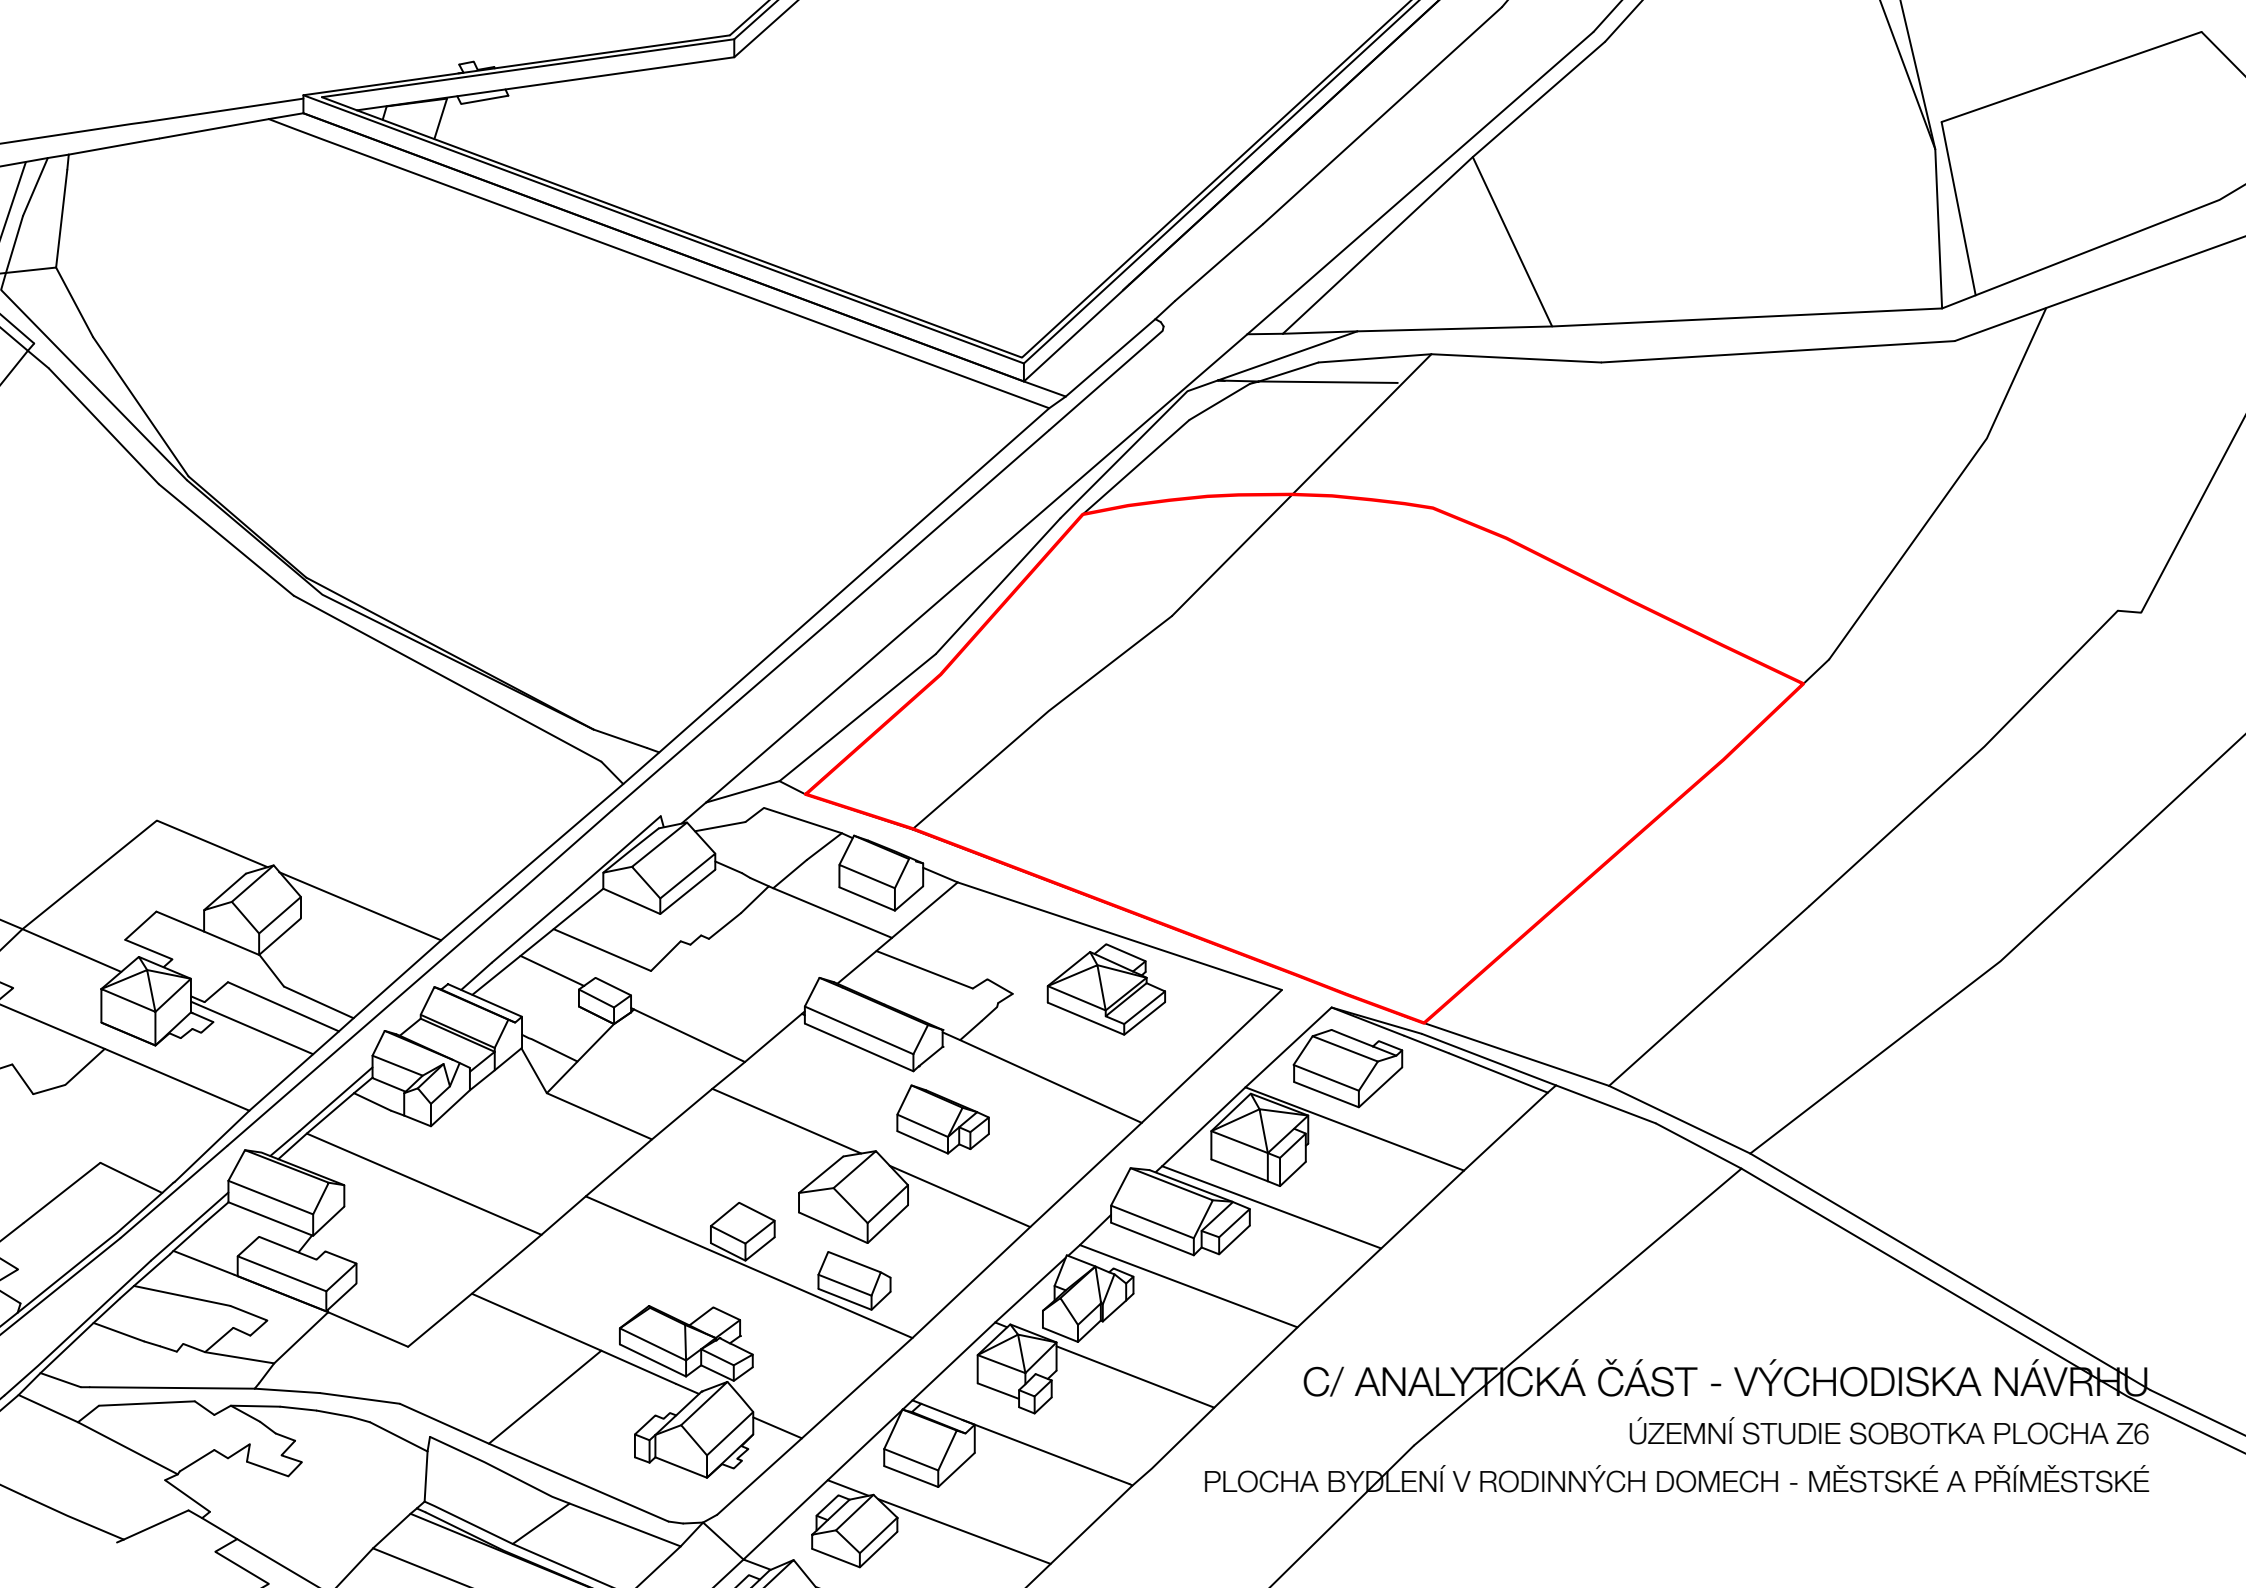 C/ ANALYTICKÁ ČÁST - VÝCHODISKA NÁVRHU
ÚZEMNÍ STUDIE SOBOTKA PLOCHA Z6
PLOCHA BYDLENÍ V RODINNÝCH DOMECH - MĚSTSKÉ A PŘÍMĚSTSKÉ